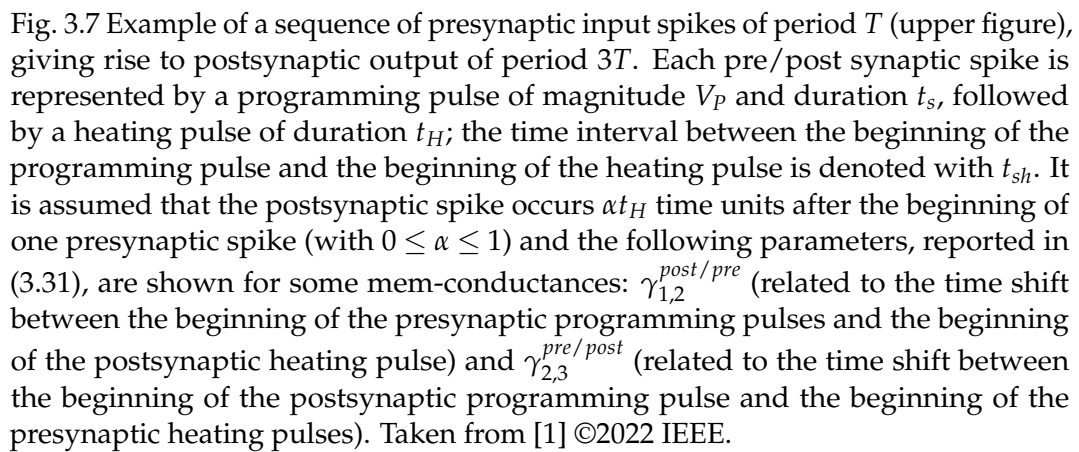 Fig. 3.7 Example of a sequence of presynaptic input spikes of period T (upper figure),
giving rise to postsynaptic output of period 3T. Each pre/post synaptic spike is
represented by a programming pulse of magnitude V_P and duration t_s, followed
by a heating pulse of duration t_H; the time interval between the beginning of the
programming pulse and the beginning of the heating pulse is denoted with t_{sh}. It
is assumed that the postsynaptic spike occurs αt_H time units after the beginning of
one presynaptic spike (with 0 ≤ α ≤ 1) and the following parameters, reported in
(3.31), are shown for some mem-conductances: γ_{1,2}^{post/pre} (related to the time shift
between the beginning of the presynaptic programming pulses and the beginning
of the postsynaptic heating pulse) and γ_{2,3}^{pre/post} (related to the time shift between
the beginning of the postsynaptic programming pulse and the beginning of the
presynaptic heating pulses). Taken from [1] ©2022 IEEE.